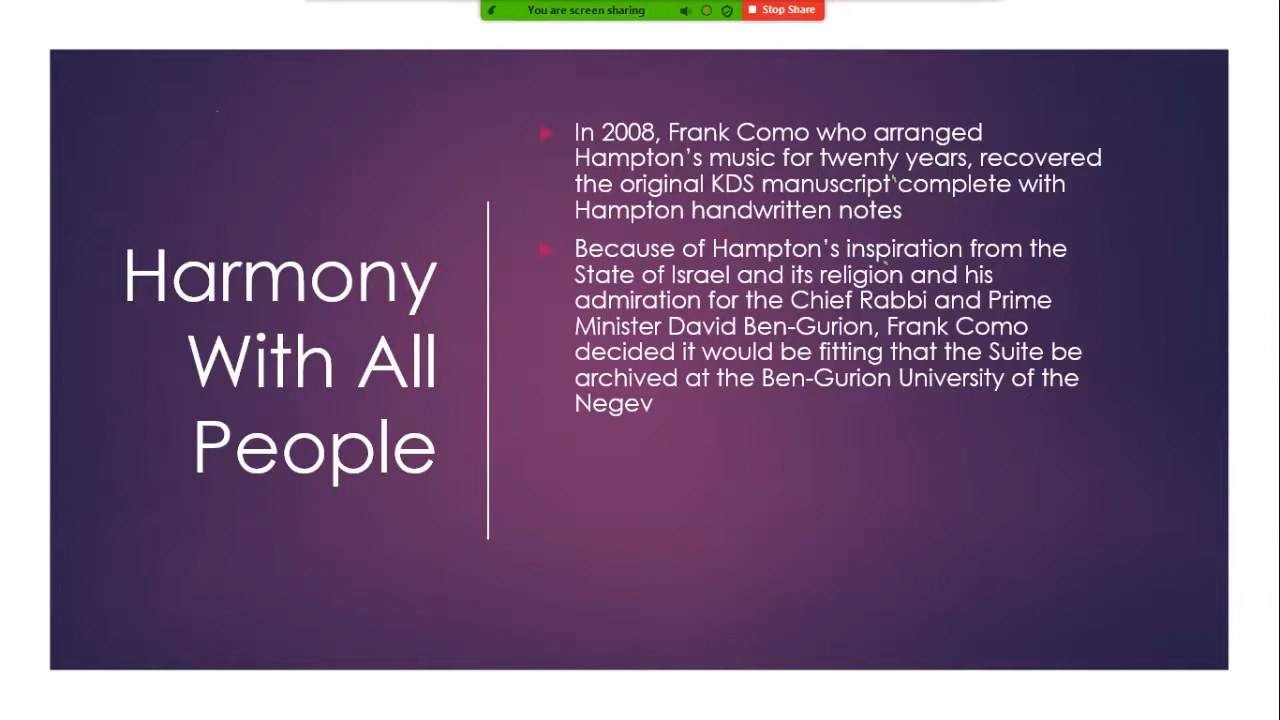 You are screen sharing
Stop Share
Harmony
With All
People
In 2008, Frank Como who arranged
Hampton's music for twenty years, recovered
the original KDS manuscript complete with
Hampton handwritten notes
Because of Hampton's inspiration from the
State of Israel and its religion and his
admiration for the Chief Rabbi and Prime
Minister David Ben-Gurion, Frank Como
decided it would be fitting that the Suite be
archived at the Ben-Gurion University of the
Negev